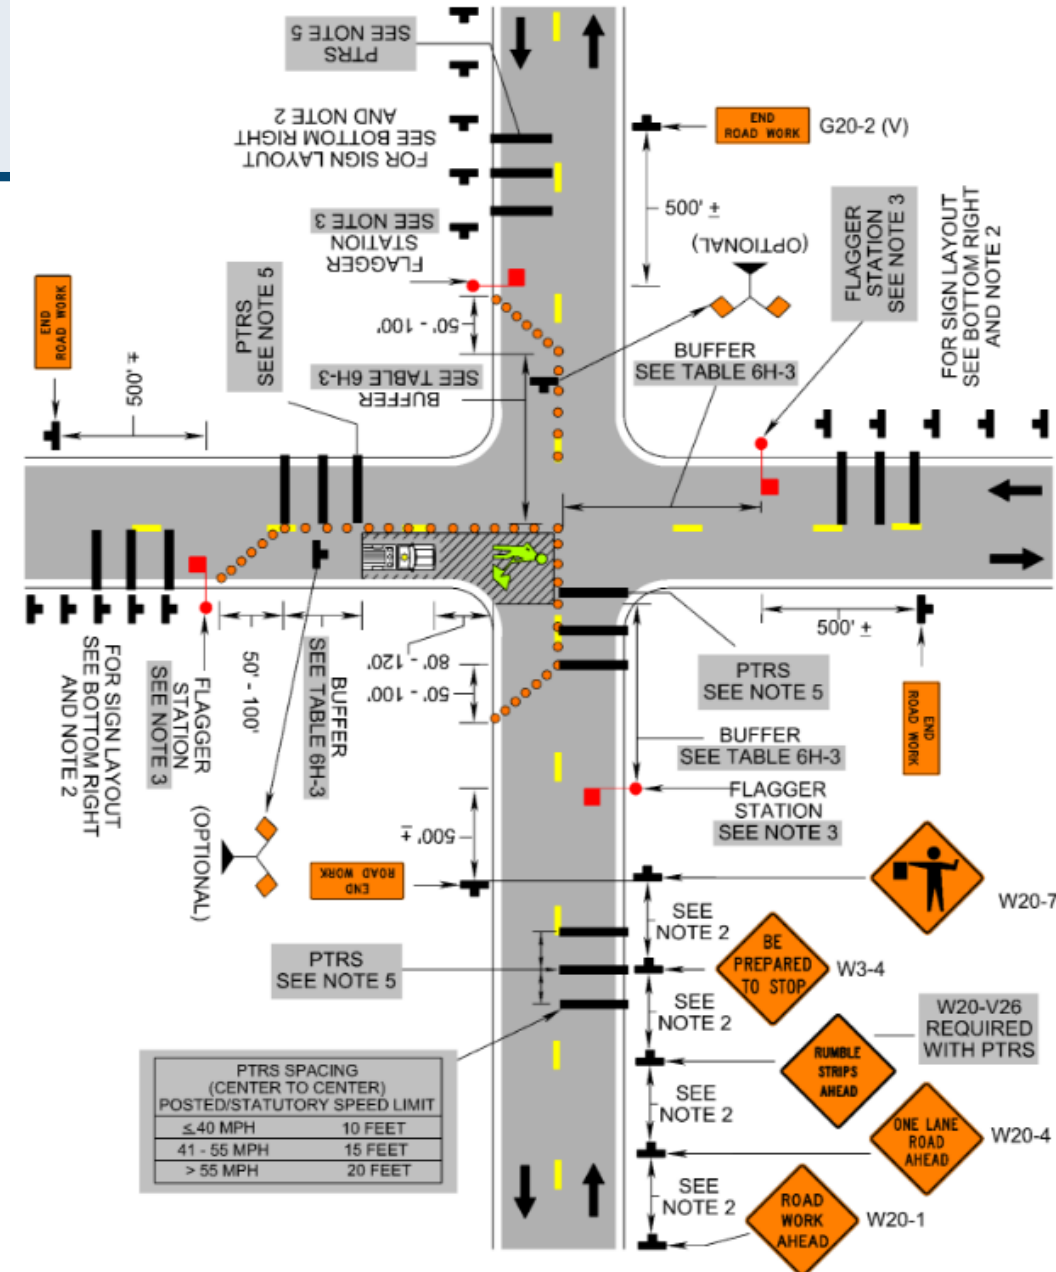 PTRS
SEE NOTE 5
FOR SIGN LAYOUT
SEE BOTTOM RIGHT
AND NOTE 2
FLAGGER
STATION
SEE NOTE 3
END
ROAD WORK
G20-2 (V)
500' ±
(OPTIONAL)
FLAGGER
STATION
SEE NOTE 3
FOR SIGN LAYOUT
SEE BOTTOM RIGHT
AND NOTE 2
END
ROAD WORK
500' ±
PTRS
SEE NOTE 5
50' - 100'
BUFFER
SEE TABLE 6H-3
BUFFER
SEE TABLE 6H-3
FOR SIGN LAYOUT
SEE BOTTOM RIGHT
AND NOTE 2
FLAGGER
STATION
SEE NOTE 3
50' - 100'
BUFFER
SEE TABLE 6H-3
(OPTIONAL)
80' - 120'
50' - 100'
500' ±
END
ROAD WORK
500' ±
END
ROAD WORK
PTRS
SEE NOTE 5
BUFFER
SEE TABLE 6H-3
FLAGGER
STATION
SEE NOTE 3
W20-7
SEE
NOTE 2
BE
PREPARED
TO STOP
W3-4
SEE
NOTE 2
W20-V26
REQUIRED
WITH PTRS
RUMBLE
STRIPS
AHEAD
SEE
NOTE 2
ONE LANE
ROAD
AHEAD
W20-4
SEE
NOTE 2
ROAD
WORK
AHEAD
W20-1
PTRS
SEE NOTE 5
PTRS SPACING
(CENTER TO CENTER)
POSTED/STATUTORY SPEED LIMIT
≤40 MPH 10 FEET
41 - 55 MPH 15 FEET
> 55 MPH 20 FEET